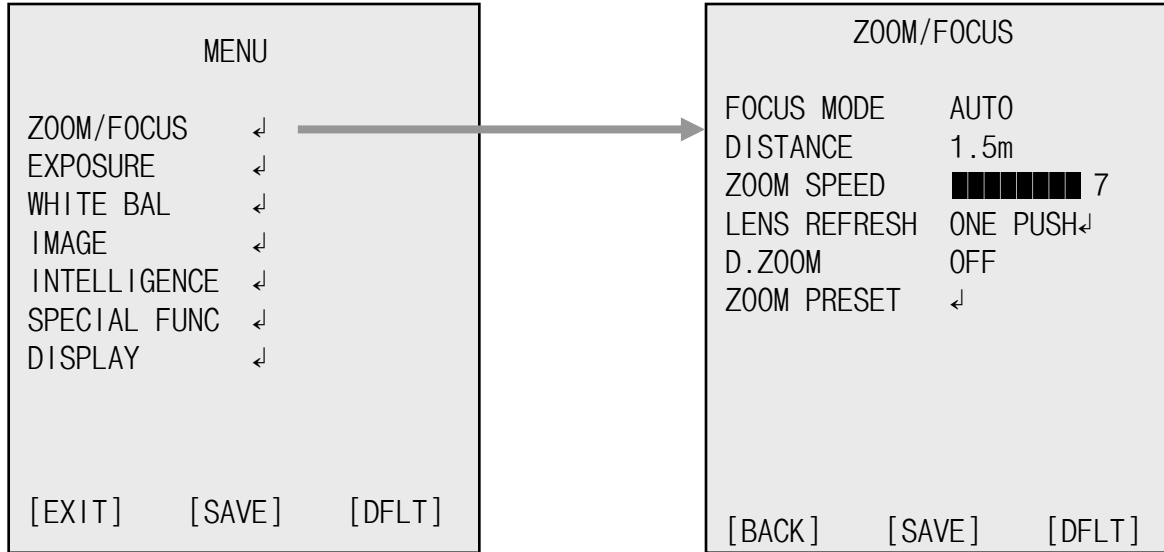 MENU
ZOOM/FOCUS ↲
EXPOSURE ↲
WHITE BAL ↲
IMAGE ↲
INTELLIGENCE ↲
SPECIAL FUNC ↲
DISPLAY ↲
[EXIT] [SAVE] [DFLT]
ZOOM/FOCUS
FOCUS MODE AUTO
DISTANCE 1.5m
ZOOM SPEED ████████ 7
LENS REFRESH ONE PUSH↲
D.ZOOM OFF
ZOOM PRESET ↲
[BACK] [SAVE] [DFLT]